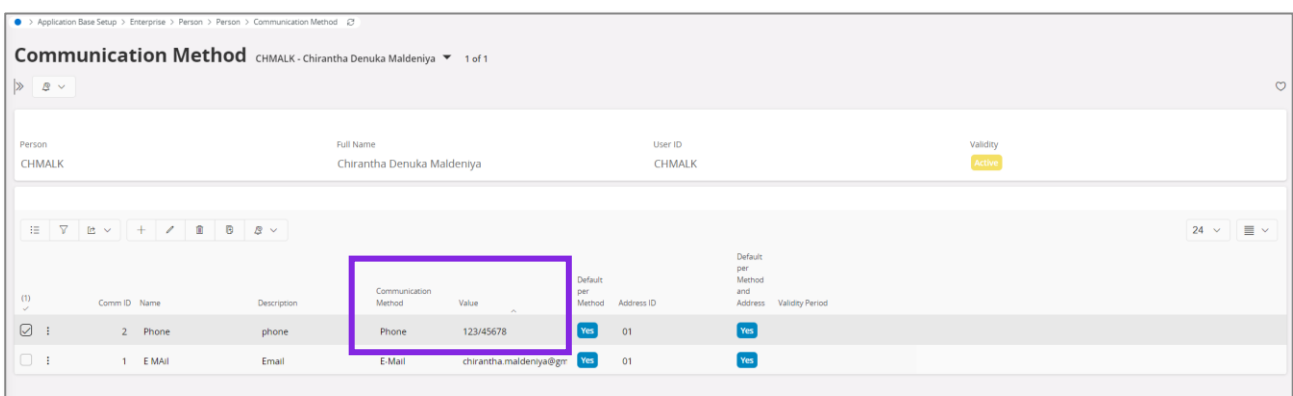 > Application Base Setup > Enterprise > Person > Person > Communication Method
Communication Method CHMALK - Chirantha Denuka Maldeniya 1 of 1
Person Full Name User ID Validity
CHMALK Chirantha Denuka Maldeniya CHMALK Active
24
(1) Comm ID Name Description Communication Method Value Default per Method Address ID Default per Method and Address Validity Period
2 Phone phone Phone 123/45678 Yes 01 Yes
1 E MAil Email E-Mail chirantha.maldeniya@gm Yes 01 Yes